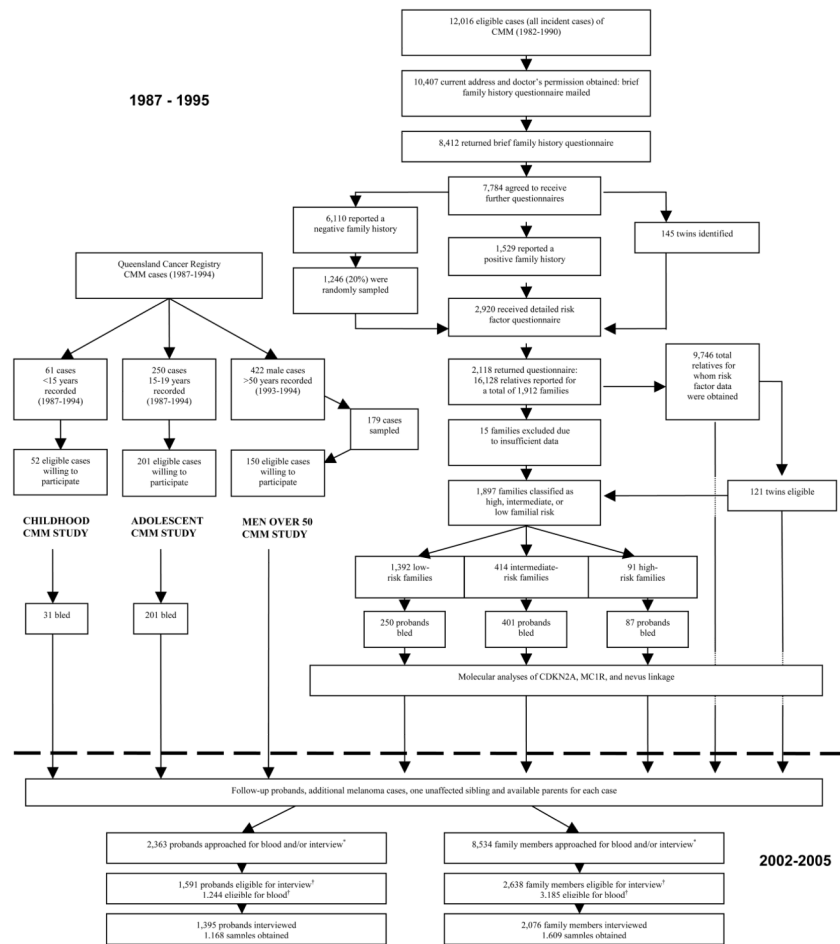 12,016 eligible cases (all incident cases) of
CMM (1982-1990)
1987 - 1995
10,407 current address and doctor's permission obtained: brief
family history questionnaire mailed
8,412 returned brief family history questionnaire
7,784 agreed to receive
further questionnaires
6,110 reported a
negative family history
145 twins identified
1,529 reported a
positive family history
Queensland Cancer Registry
CMM cases (1987-1994)
1,246 (20%) were
randomly sampled
2,920 received detailed risk
factor questionnaire
61 cases
<15 years
recorded
(1987-1994)
250 cases
15-19 years
recorded
(1987-1994)
422 male cases
>50 years recorded
(1993-1994)
2,118 returned questionnaire:
16,128 relatives reported for
a total of 1,912 families
9,746 total
relatives for
whom risk
factor data
were obtained
179 cases
sampled
15 families excluded due
to insufficient data
52 eligible cases
willing to
participate
201 eligible cases
willing to
participate
150 eligible cases
willing to
participate
1,897 families classified as
high, intermediate, or
low familial risk
121 twins eligible
CHILDHOOD
CMM STUDY
ADOLESCENT
CMM STUDY
MEN OVER 50
CMM STUDY
1,392 low-
risk families
414 intermediate-
risk families
91 high-
risk families
31 bled
201 bled
250 probands
bled
401 probands
bled
87 probands
bled
Molecular analyses of CDKN2A, MC1R, and nevus linkage
Follow-up probands, additional melanoma cases, one unaffected sibling and available parents for each case
2,363 probands approached for blood and/or interview*
8,534 family members approached for blood and/or interview*
2002-2005
1,591 probands eligible for interview†
1,244 eligible for blood†
2,638 family members eligible for interview†
3,185 eligible for blood†
1,395 probands interviewed
1,168 samples obtained
2,076 family members interviewed
1,609 samples obtained